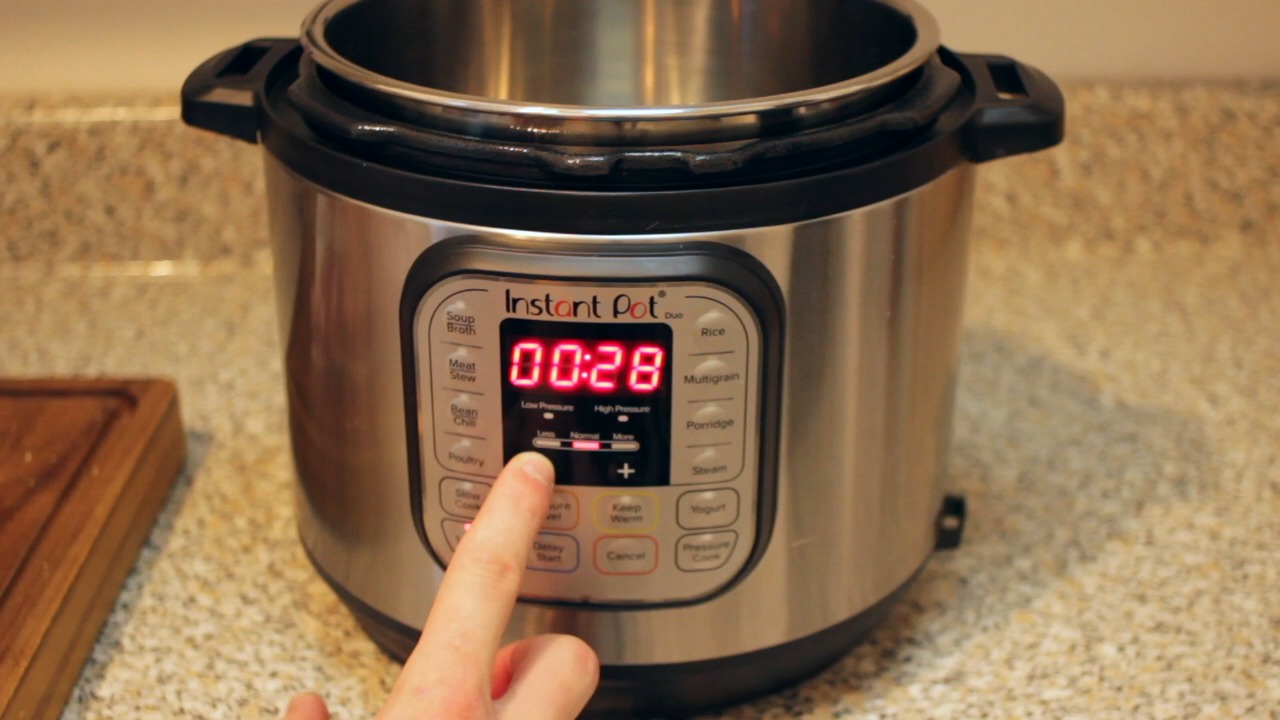 Instant Pot®
Duo
00:28
Low Pressure
High Pressure
Less
Normal
More
+
Soup
Broth
Meat
Stew
Bean
Chili
Poultry
Slow
Rice
Multigrain
Porridge
Steam
Keep
Warm
Yogurt
Delay
Start
Cancel
Pressure
Cook